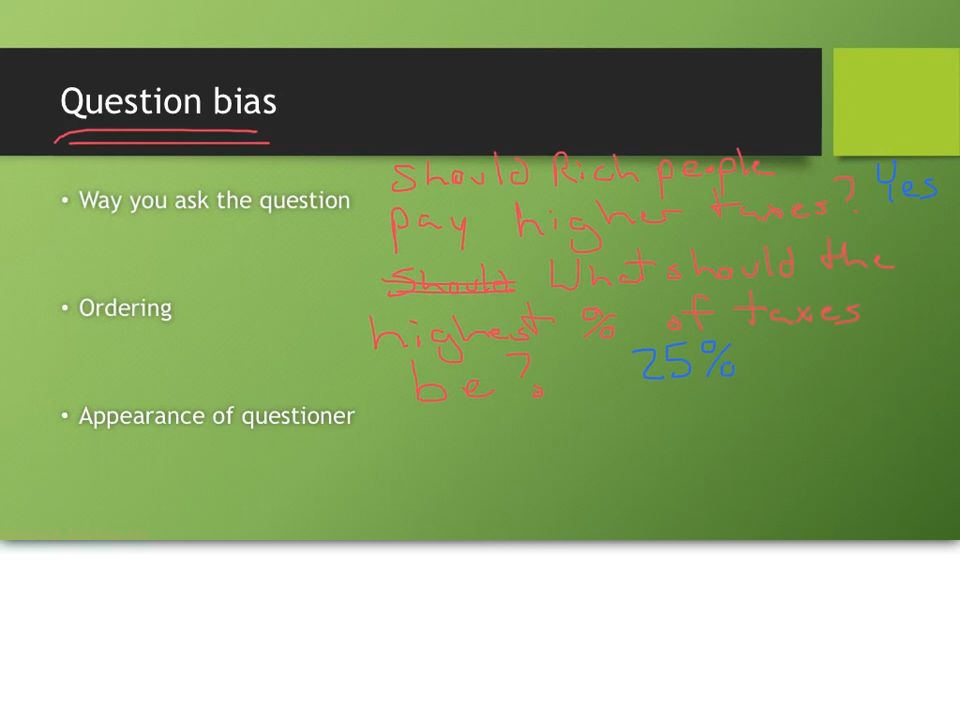 Question bias
• Way you ask the question
• Ordering
• Appearance of questioner
Should Rich people
pay higher taxes? Yes
Should What should the
highest % of taxes
be? 25%